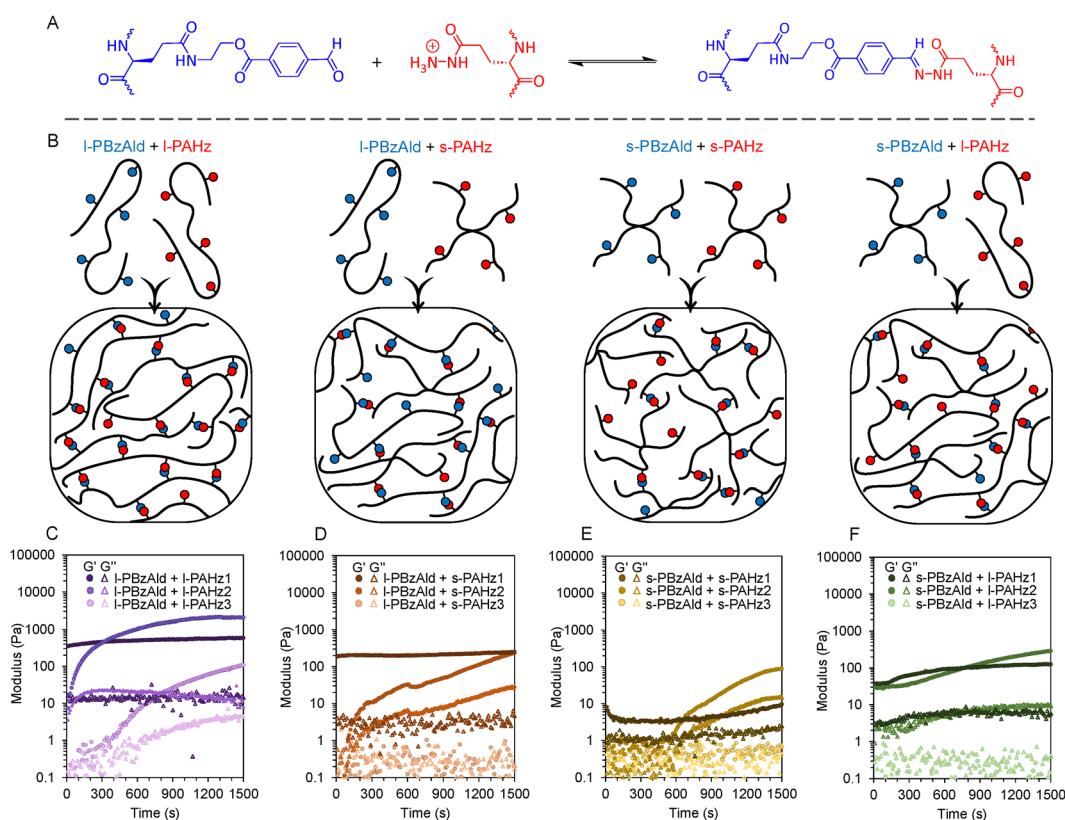 A
HN
O
HN
O
O
O
O
H
+
⊕
H₃N
NH
O
N
H
O
HN
O
HN
O
O
O
H
N
NH
O
HN
O
B
l-PBzAld + l-PAHz
l-PBzAld + s-PAHz
s-PBzAld + s-PAHz
s-PBzAld + l-PAHz
C
Modulus (Pa)
100000
10000
1000
100
10
1
0.1
G' G''
l-PBzAld + l-PAHz1
l-PBzAld + l-PAHz2
l-PBzAld + l-PAHz3
0 300 600 900 1200 1500
Time (s)
D
Modulus (Pa)
100000
10000
1000
100
10
1
0.1
G' G''
l-PBzAld + s-PAHz1
l-PBzAld + s-PAHz2
l-PBzAld + s-PAHz3
0 300 600 900 1200 1500
Time (s)
E
Modulus (Pa)
100000
10000
1000
100
10
1
0.1
G' G''
s-PBzAld + s-PAHz1
s-PBzAld + s-PAHz2
s-PBzAld + s-PAHz3
0 300 600 900 1200 1500
Time (s)
F
Modulus (Pa)
100000
10000
1000
100
10
1
0.1
G' G''
s-PBzAld + l-PAHz1
s-PBzAld + l-PAHz2
s-PBzAld + l-PAHz3
0 300 600 900 1200 1500
Time (s)